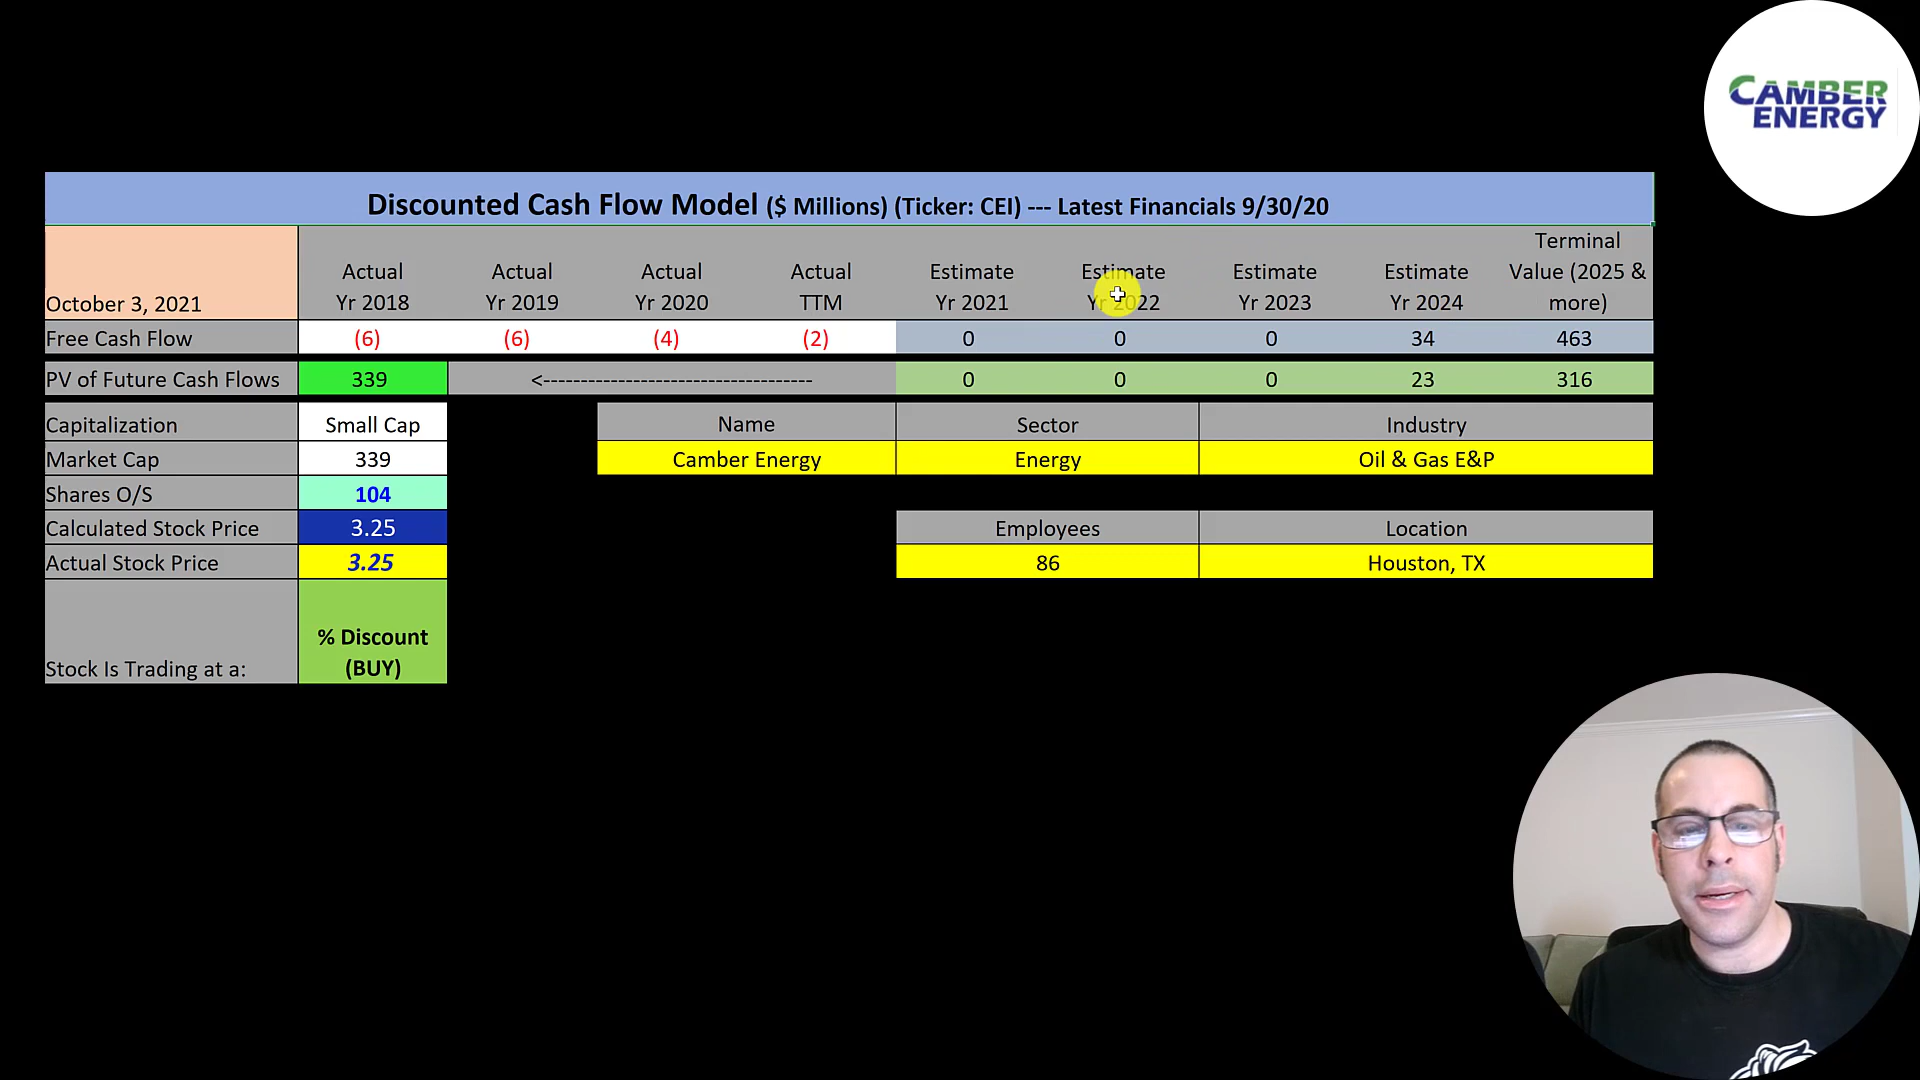 CAMBER
ENERGY
Discounted Cash Flow Model ($ Millions) (Ticker: CEI) --- Latest Financials 9/30/20
October 3, 2021 Actual Yr 2018 Actual Yr 2019 Actual Yr 2020 Actual TTM Estimate Yr 2021 Estimate Yr 2022 Estimate Yr 2023 Estimate Yr 2024 Terminal Value (2025 & more)
Free Cash Flow (6) (6) (4) (2) 0 0 0 34 463
PV of Future Cash Flows 339 <------------------------------------ 0 0 0 23 316
Capitalization Small Cap Name Sector Industry
Market Cap 339 Camber Energy Energy Oil & Gas E&P
Shares O/S 104
Calculated Stock Price 3.25 Employees Location
Actual Stock Price 3.25 86 Houston, TX
Stock Is Trading at a: % Discount (BUY)